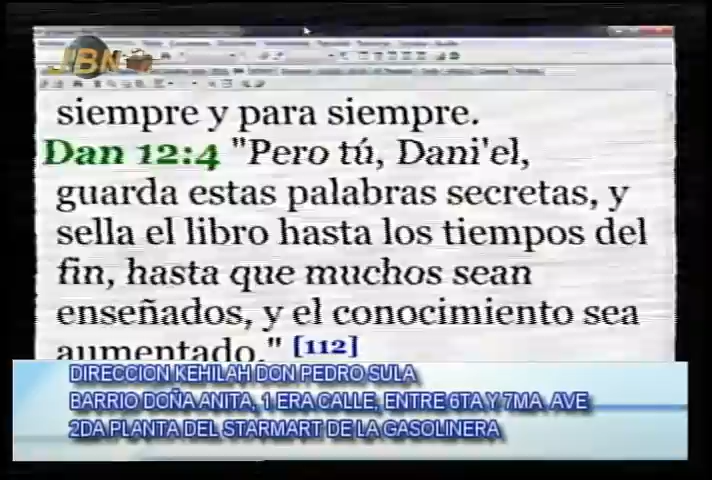 JBN
siempre y para siempre.
Dan 12:4 "Pero tú, Dani'el,
guarda estas palabras secretas, y
sella el libro hasta los tiempos del
fin, hasta que muchos sean
enseñados, y el conocimiento sea
aumentado." [112]
DIRECCION KEHILAH DON PEDRO SULA
BARRIO DOÑA ANITA, 1 ERA CALLE, ENTRE 6TA Y 7MA AVE
2DA PLANTA DEL STARMART DE LA GASOLINERA